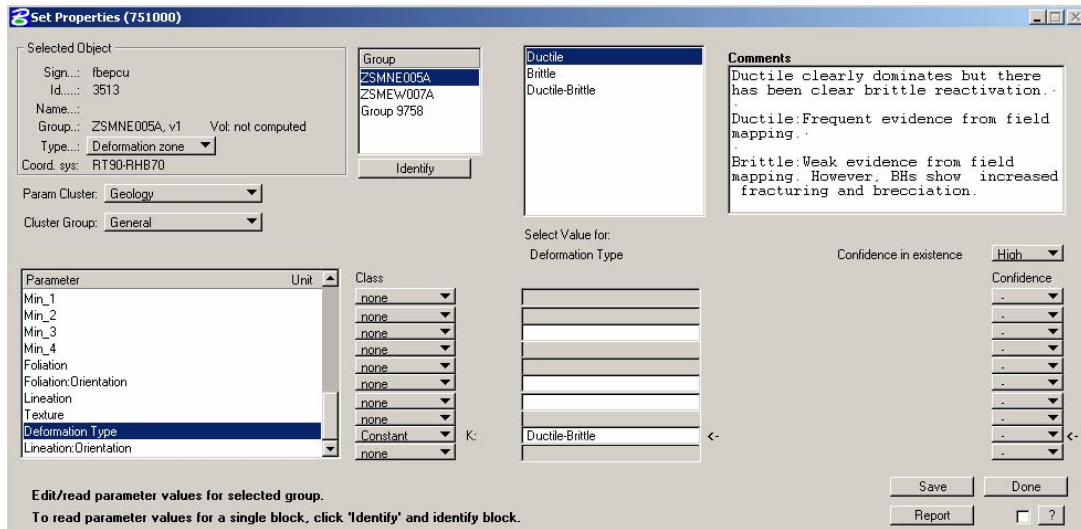 Set Properties (751000)
Selected Object
Sign...: fbepcu
Id.....: 3513
Name...:
Group..: ZSMNE005A, v1 Vol: not computed
Type...: Deformation zone
Coord. sys: RT90-RHB70
Param Cluster: Geology
Cluster Group: General
Group
ZSMNE005A
ZSMEW007A
Group 9758
Identify
Ductile
Brittle
Ductile-Brittle
Comments
Ductile clearly dominates but there
has been clear brittle reactivation. ·
·
Ductile:Frequent evidence from field
mapping. ·
·
Brittle:Weak evidence from field
mapping. However, BHs show increased
fracturing and brecciation.
Select Value for:
Deformation Type
Confidence in existence High
Parameter Unit Class Confidence
Min_1 none -
Min_2 none -
Min_3 none -
Min_4 none -
Foliation none -
Foliation:Orientation none -
Lineation none -
Texture none -
Deformation Type Constant K: Ductile-Brittle <- - <-
Lineation:Orientation none -
Edit/read parameter values for selected group.
To read parameter values for a single block, click 'Identify' and identify block.
Save Done
Report ?